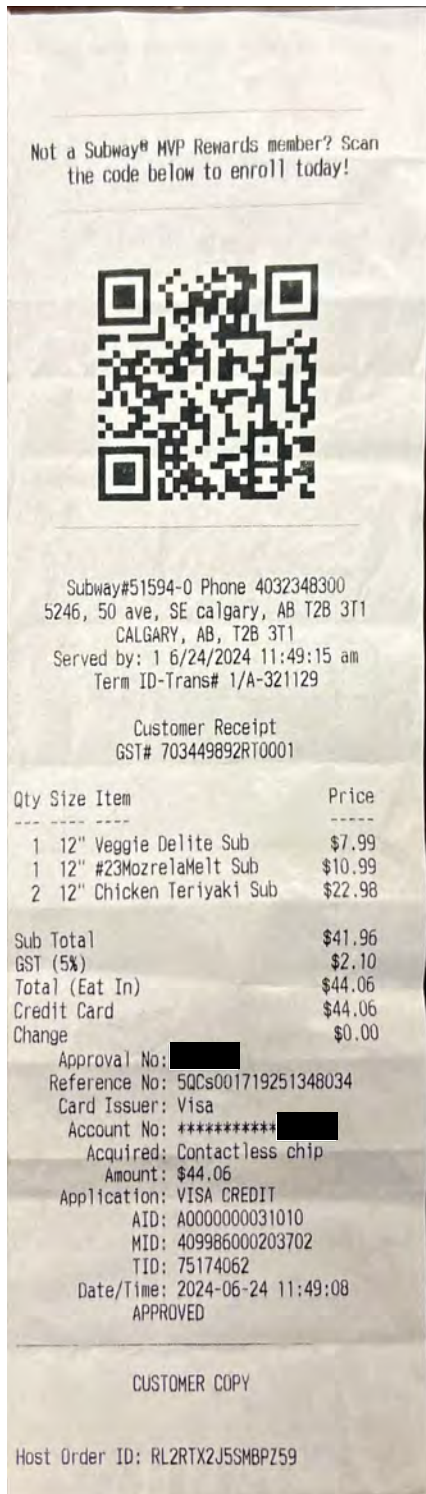 Not a Subway® MVP Rewards member? Scan
the code below to enroll today!
Subway#51594-0 Phone 4032348300
5246, 50 ave, SE calgary, AB T2B 3T1
CALGARY, AB, T2B 3T1
Served by: 1 6/24/2024 11:49:15 am
Term ID-Trans# 1/A-321129
Customer Receipt
GST# 703449892RT0001
Qty Size Item Price
--- ---- ---- -----
1 12" Veggie Delite Sub $7.99
1 12" #23MozrelaMelt Sub $10.99
2 12" Chicken Teriyaki Sub $22.98
Sub Total $41.96
GST (5%) $2.10
Total (Eat In) $44.06
Credit Card $44.06
Change $0.00
Approval No:
Reference No: 5QCs001719251348034
Card Issuer: Visa
Account No: ***********
Acquired: Contactless chip
Amount: $44.06
Application: VISA CREDIT
AID: A0000000031010
MID: 409986000203702
TID: 75174062
Date/Time: 2024-06-24 11:49:08
APPROVED
CUSTOMER COPY
Host Order ID: RL2RTX2J5SMBPZ59